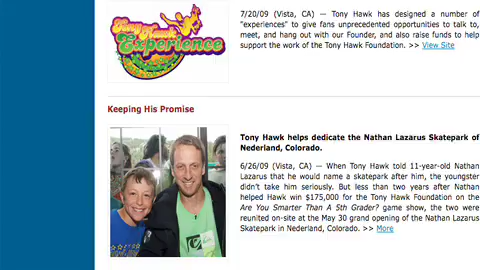 Tony Hawk
Experience
7/20/09 (Vista, CA) — Tony Hawk has designed a number of
"experiences" to give fans unprecedented opportunities to talk to,
meet, and hang out with our Founder, and also raise funds to help
support the work of the Tony Hawk Foundation. >> View Site
Keeping His Promise
Tony Hawk helps dedicate the Nathan Lazarus Skatepark of
Nederland, Colorado.
6/26/09 (Vista, CA) — When Tony Hawk told 11-year-old Nathan
Lazarus that he would name a skatepark after him, the youngster
didn't take him seriously. But less than two years after Nathan
helped Hawk win $175,000 for the Tony Hawk Foundation on the
Are You Smarter Than A 5th Grader? game show, the two were
reunited on-site at the May 30 grand opening of the Nathan Lazarus
Skatepark in Nederland, Colorado. >> More